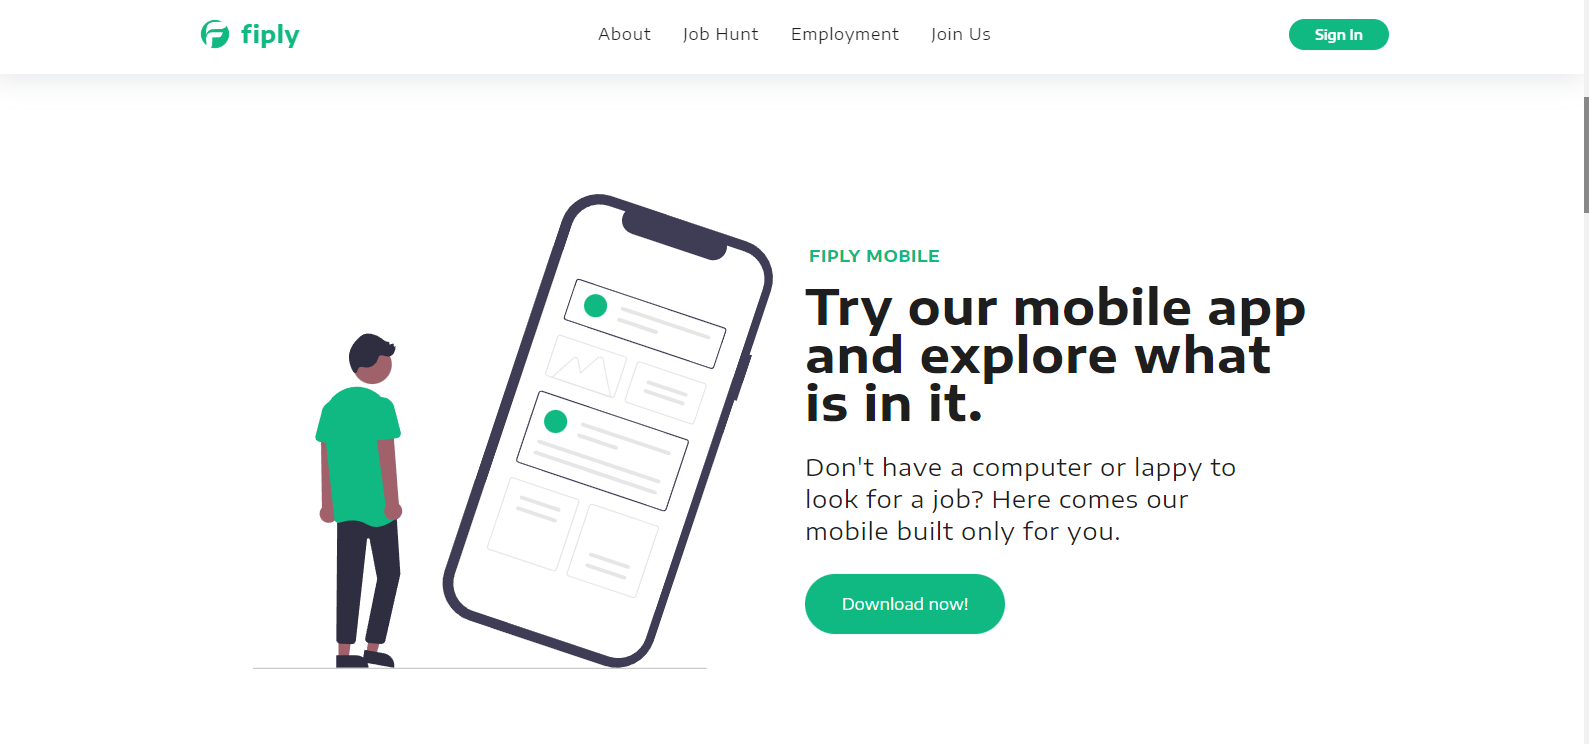 fiply
About
Job Hunt
Employment
Join Us
Sign In
FIPLY MOBILE
Try our mobile app
and explore what
is in it.
Don't have a computer or lappy to
look for a job? Here comes our
mobile built only for you.
Download now!